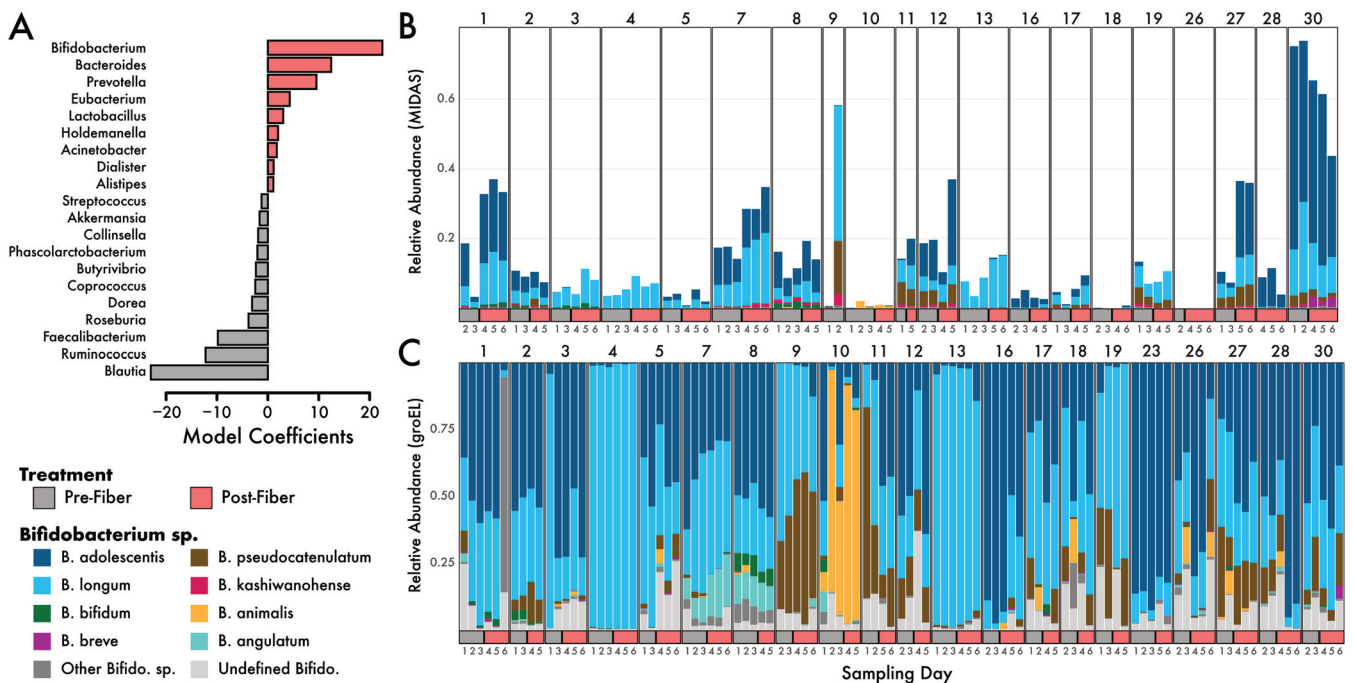 A
Bifidobacterium
Bacteroides
Prevotella
Eubacterium
Lactobacillus
Holdemanella
Acinetobacter
Dialister
Alistipes
Streptococcus
Akkermansia
Collinsella
Phascolarctobacterium
Butyrivibrio
Coprococcus
Dorea
Roseburia
Faecalibacterium
Ruminococcus
Blautia
−20 −10 0 10 20
Model Coefficients
Treatment
Pre-Fiber Post-Fiber
Bifidobacterium sp.
B. adolescentis B. pseudocatenulatum
B. longum B. kashiwanohense
B. bifidum B. animalis
B. breve B. angulatum
Other Bifido. sp. Undefined Bifido.
B
1 2 3 4 5 7 8 9 10 11 12 13 16 17 18 19 26 27 28 30
Relative Abundance (MIDAS)
0.6
0.4
0.2
C
1 2 3 4 5 7 8 9 10 11 12 13 16 17 18 19 23 26 27 28 30
Relative Abundance (groEL)
0.75
0.50
0.25
Sampling Day